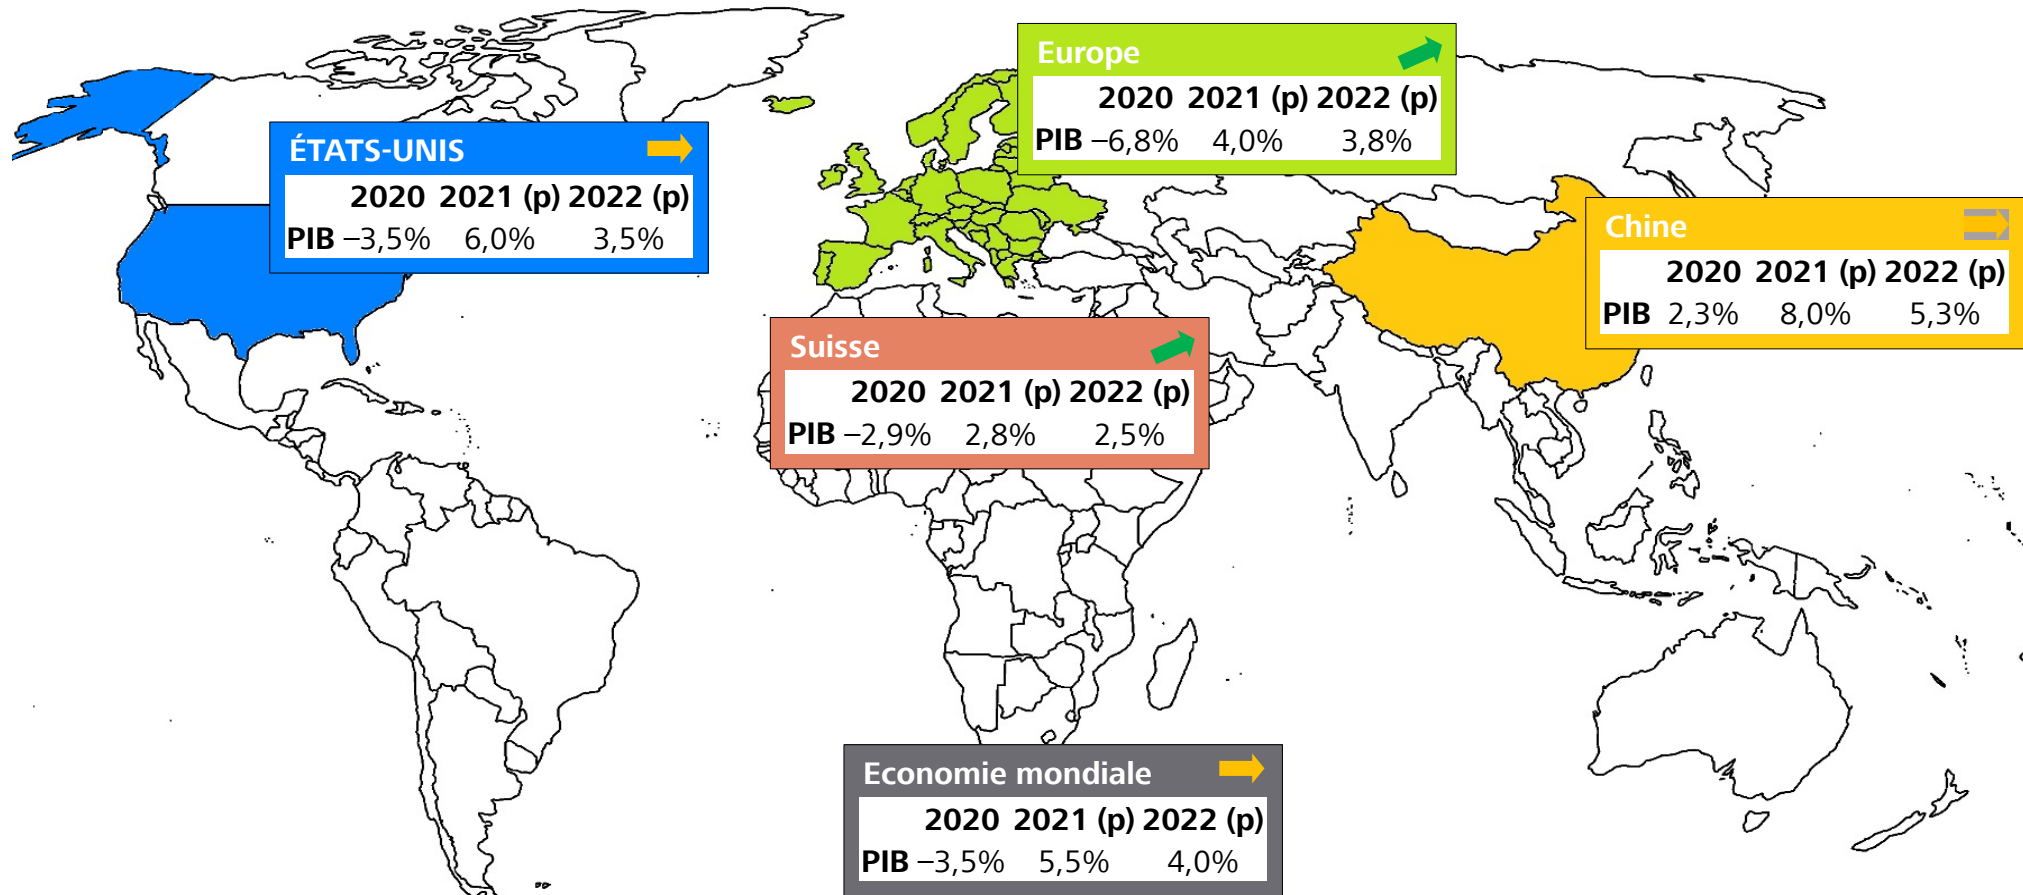 Europe
2020 2021 (p) 2022 (p)
PIB –6,8% 4,0% 3,8%
ÉTATS-UNIS
2020 2021 (p) 2022 (p)
PIB –3,5% 6,0% 3,5%
Chine
2020 2021 (p) 2022 (p)
PIB 2,3% 8,0% 5,3%
Suisse
2020 2021 (p) 2022 (p)
PIB –2,9% 2,8% 2,5%
Economie mondiale
2020 2021 (p) 2022 (p)
PIB –3,5% 5,5% 4,0%